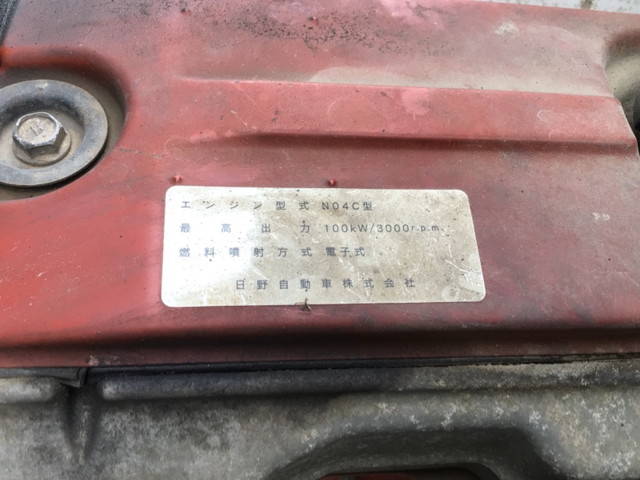 エンジン型式 N04C型
最高出力 100kW/3000r.p.m.
燃料噴射方式 電子式
日野自動車株式会社